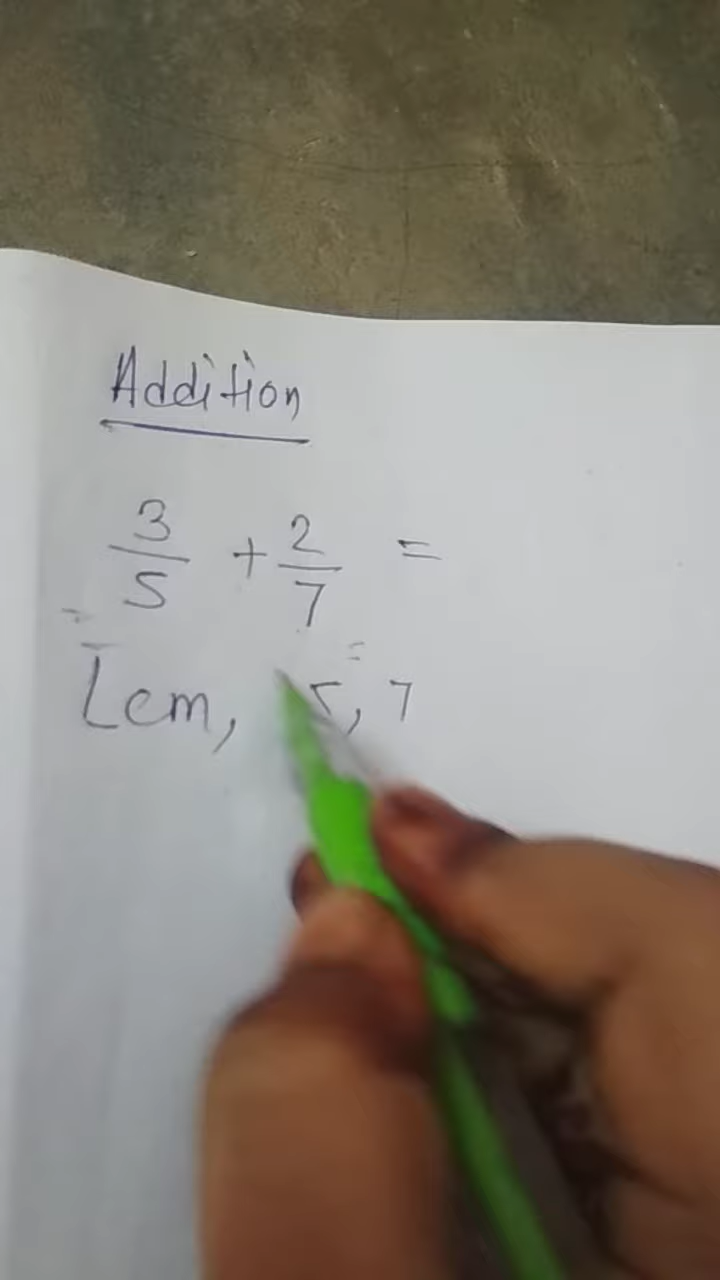 Addition
3/5 + 2/7 =
Lcm, 5, 7